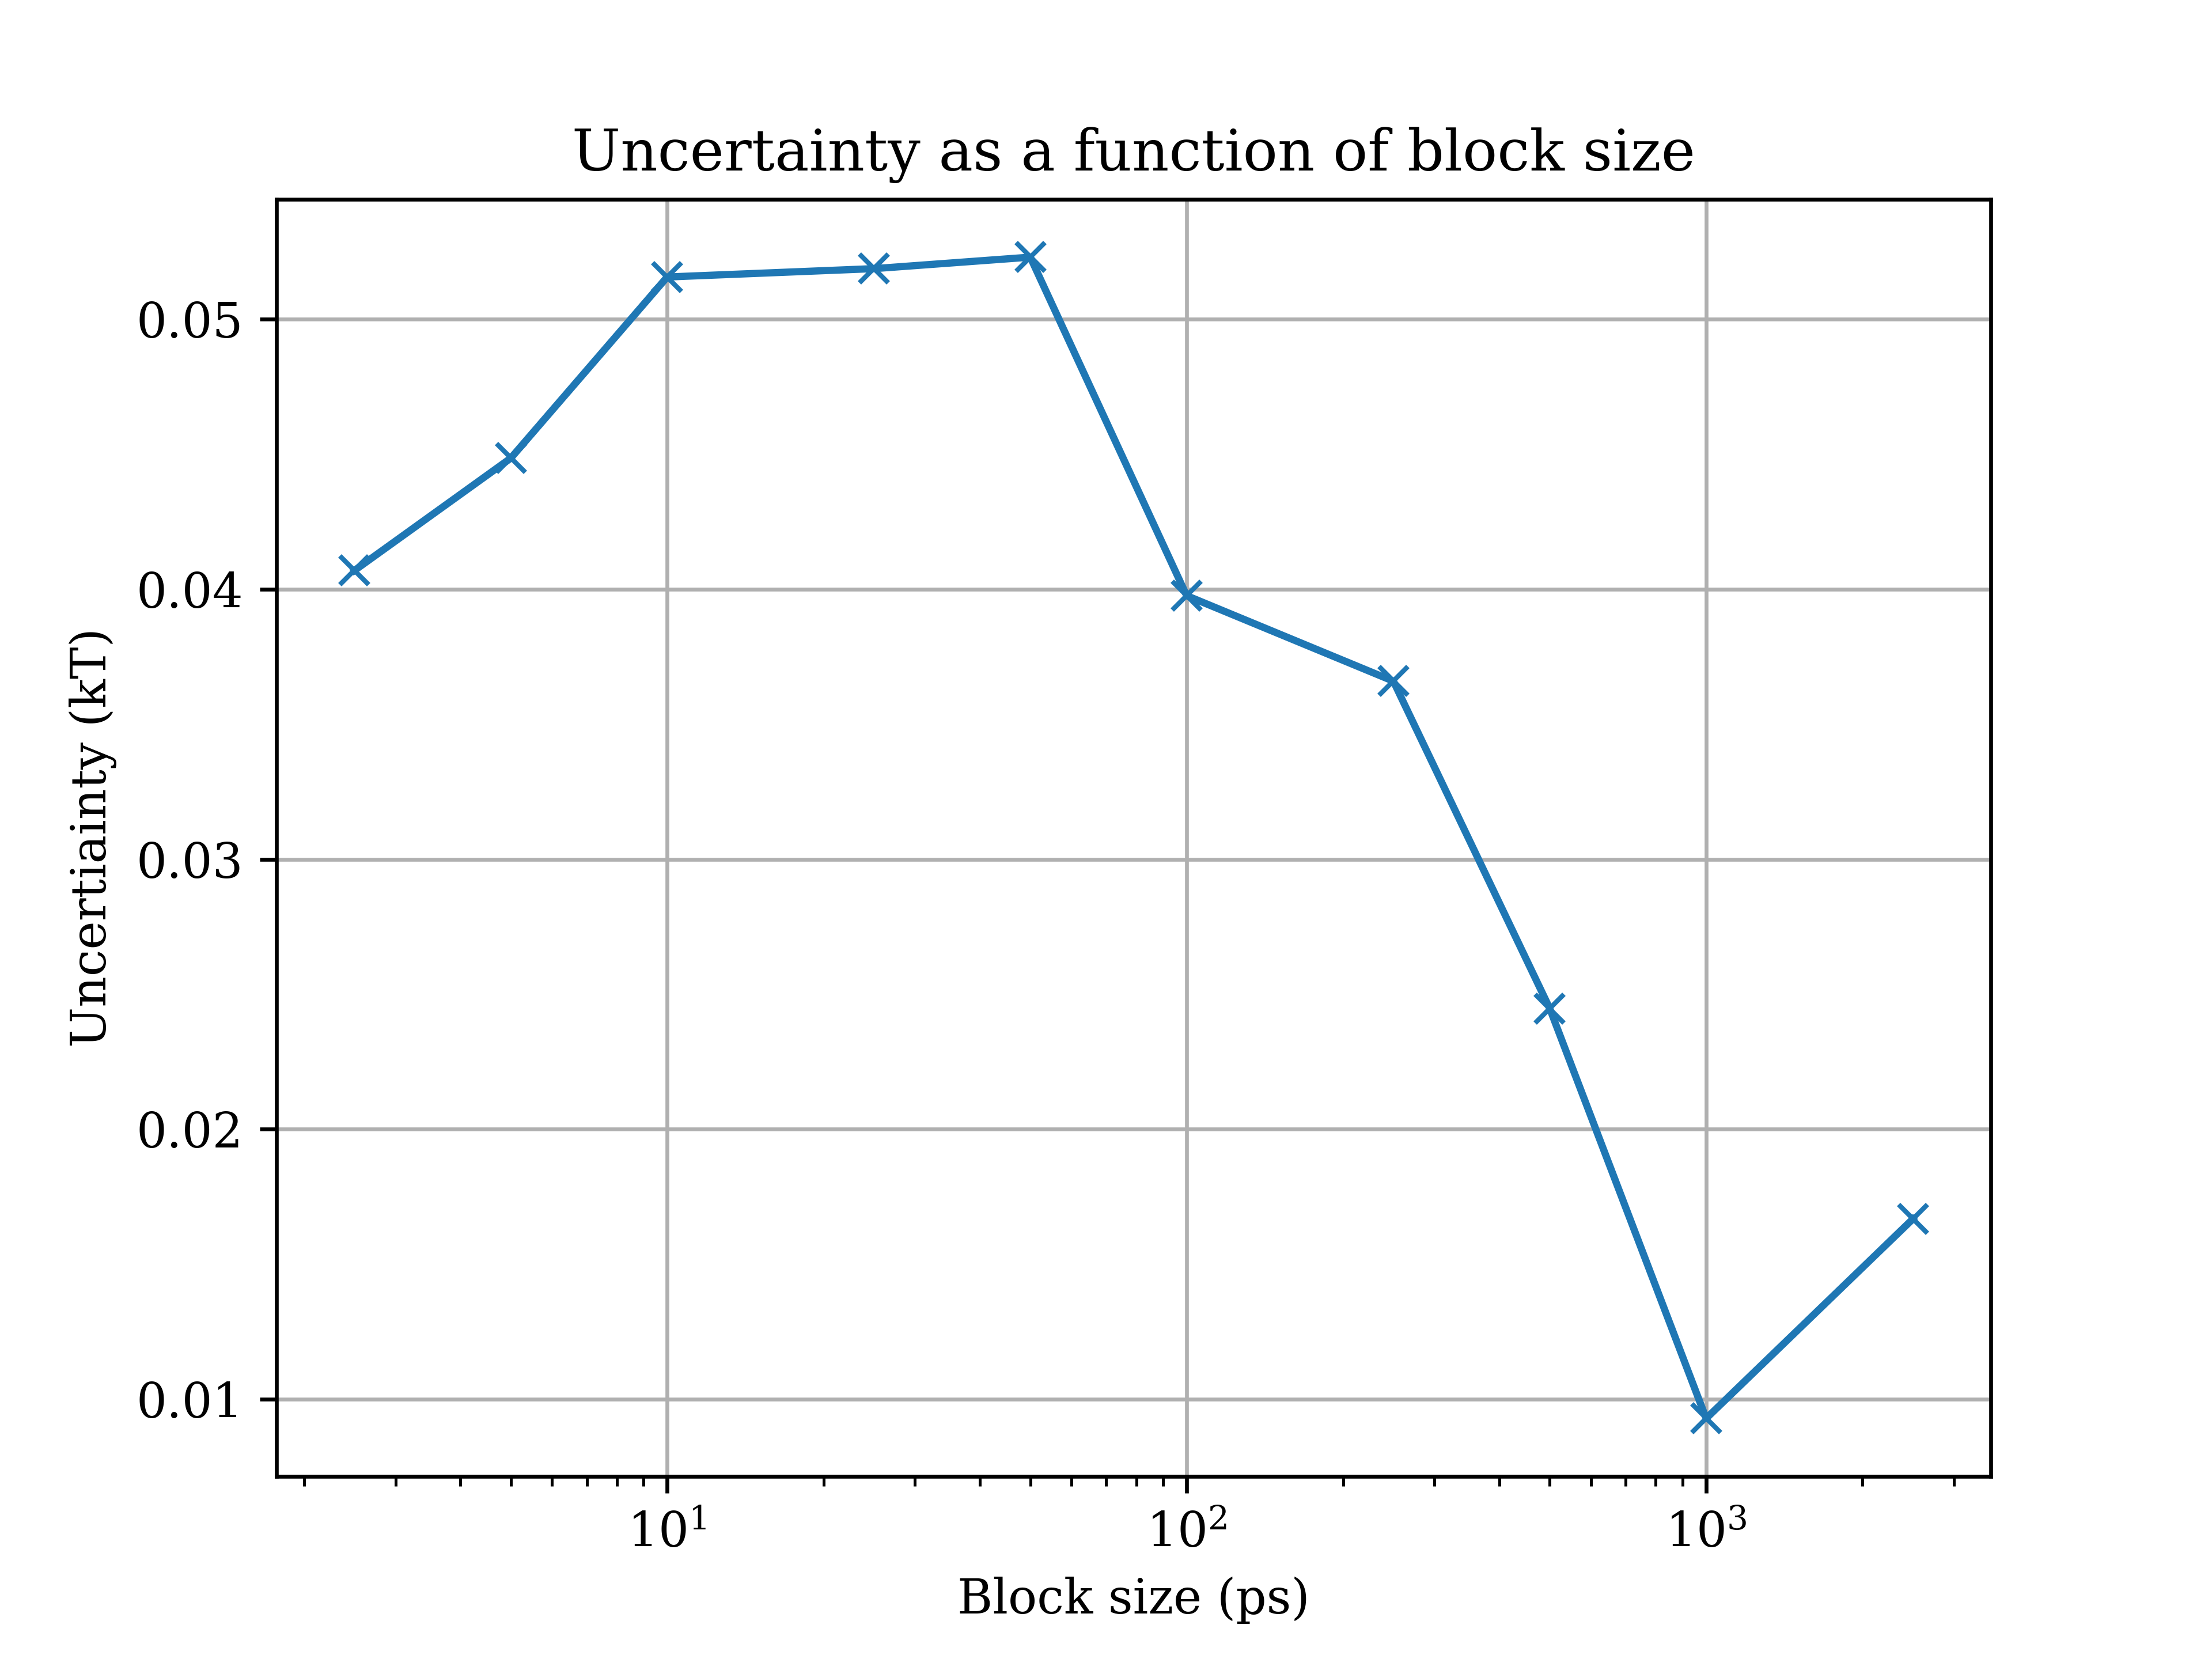 Uncertainty as a function of block size
Uncertiainty (kT)
0.05
0.04
0.03
0.02
0.01
10¹
10²
10³
Block size (ps)